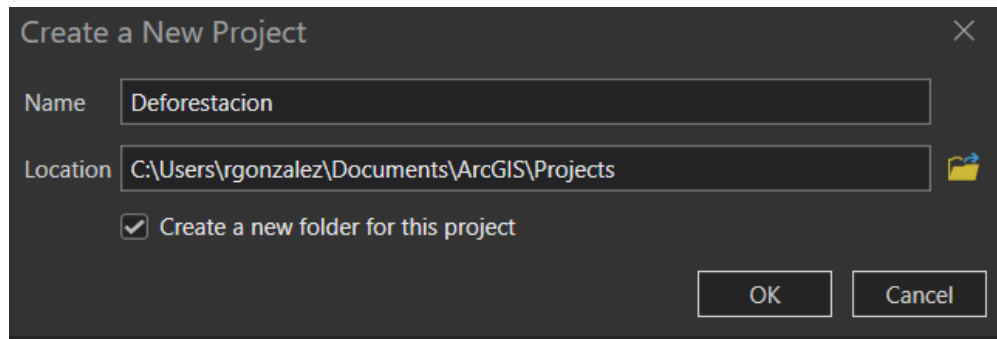 Create a New Project
Name Deforestacion
Location C:\Users\rgonzalez\Documents\ArcGIS\Projects
Create a new folder for this project
OK Cancel